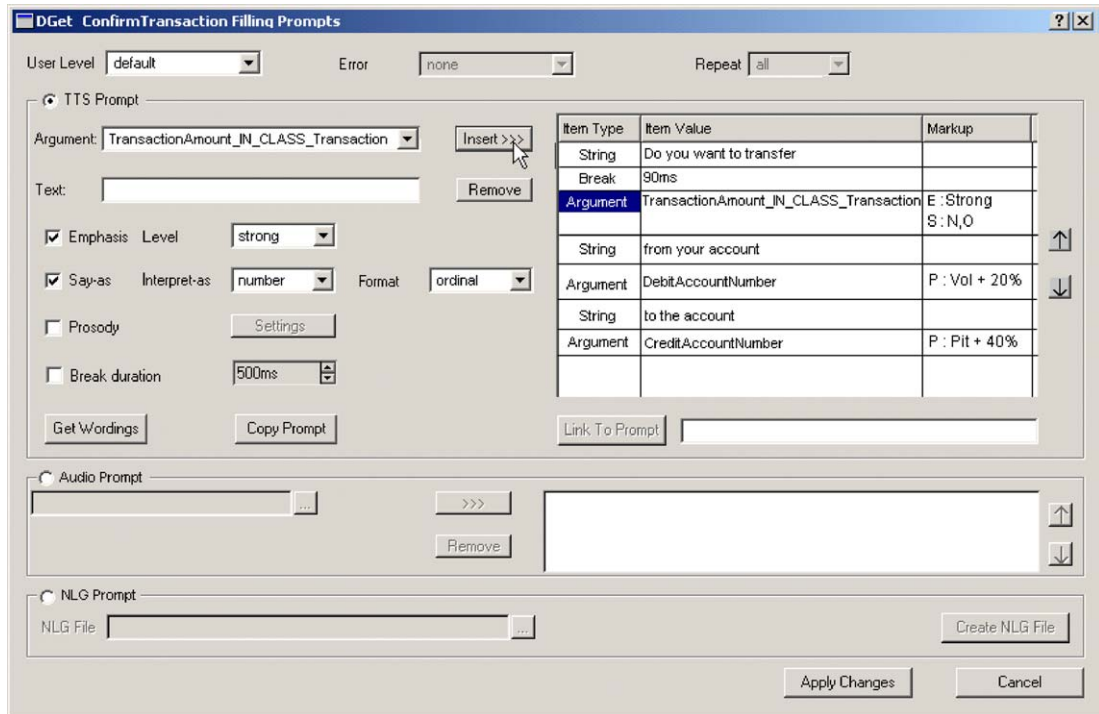 DGet ConfirmTransaction Filling Prompts
User Level default Error none Repeat all
TTS Prompt
Argument: TransactionAmount_IN_CLASS_Transaction Insert >>>
Text: Remove
Emphasis Level strong
Say-as Interpret-as number Format ordinal
Prosody Settings
Break duration 500ms
Get Wordings Copy Prompt
Item Type Item Value Markup
String Do you want to transfer
Break 90ms
Argument TransactionAmount_IN_CLASS_Transaction E :Strong
S : N,O
String from your account
Argument DebitAccountNumber P : Vol + 20%
String to the account
Argument CreditAccountNumber P : Pit + 40%
Link To Prompt
Audio Prompt
... >>>
Remove
NLG Prompt
NLG File ... Create NLG File
Apply Changes Cancel